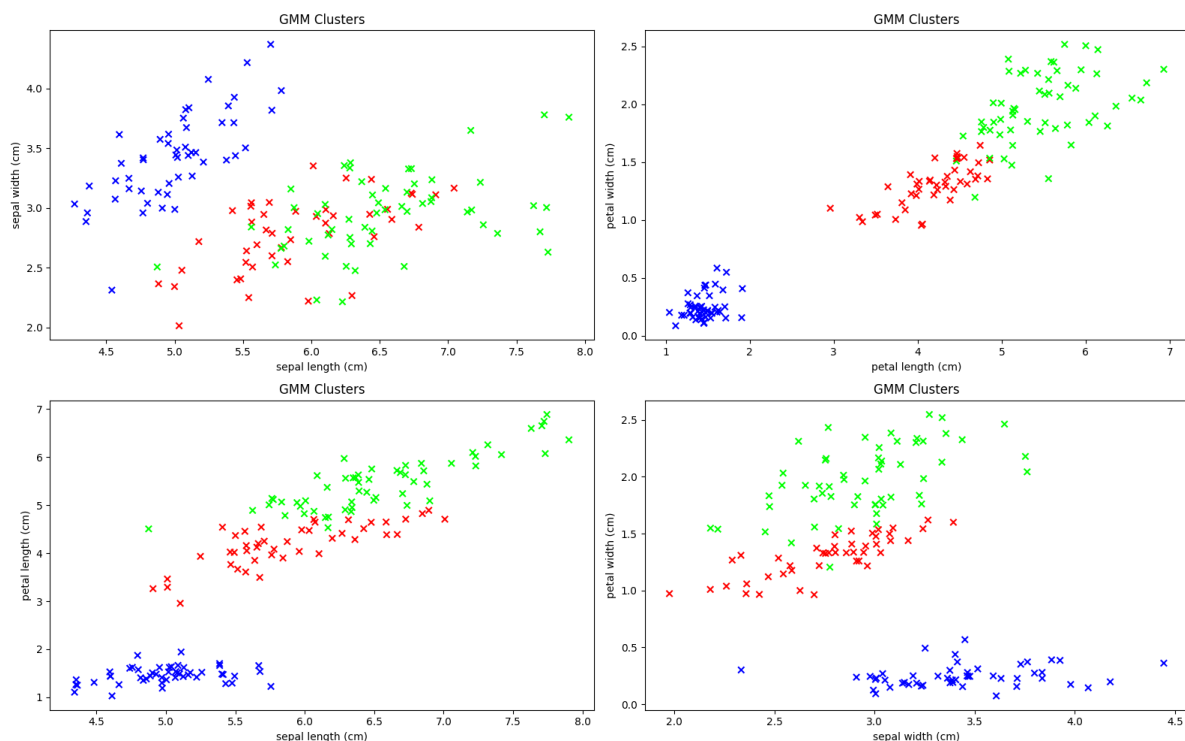 GMM Clusters
sepal width (cm)
4.0
3.5
3.0
2.5
2.0
4.5 5.0 5.5 6.0 6.5 7.0 7.5 8.0
sepal length (cm)
GMM Clusters
petal width (cm)
2.5
2.0
1.5
1.0
0.5
0.0
1 2 3 4 5 6 7
petal length (cm)
GMM Clusters
petal length (cm)
7
6
5
4
3
2
1
4.5 5.0 5.5 6.0 6.5 7.0 7.5 8.0
sepal length (cm)
GMM Clusters
petal width (cm)
2.5
2.0
1.5
1.0
0.5
0.0
2.0 2.5 3.0 3.5 4.0 4.5
sepal width (cm)